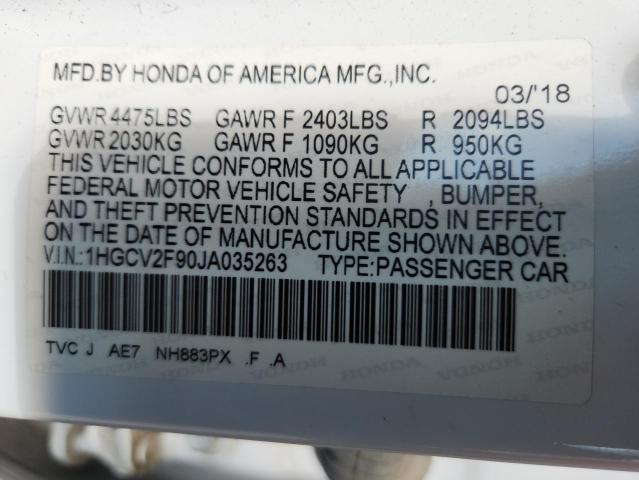 MFD.BY HONDA OF AMERICA MFG.,INC.
03/'18
GVWR 4475LBS GAWR F 2403LBS R 2094LBS
GVWR 2030KG GAWR F 1090KG R 950KG
THIS VEHICLE CONFORMS TO ALL APPLICABLE
FEDERAL MOTOR VEHICLE SAFETY , BUMPER,
AND THEFT PREVENTION STANDARDS IN EFFECT
ON THE DATE OF MANUFACTURE SHOWN ABOVE.
V.I.N.:1HGCV2F90JA035263 TYPE:PASSENGER CAR
TVC J AE7 NH883PX .F .A